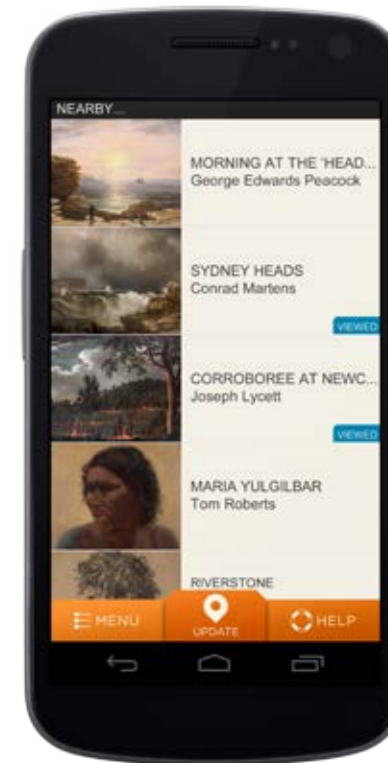 NEARBY...
MORNING AT THE 'HEAD...
George Edwards Peacock
SYDNEY HEADS
Conrad Martens
VIEWED
CORROBOREE AT NEWC...
Joseph Lycett
VIEWED
MARIA YULGILBAR
Tom Roberts
RIVERSTONE
MENU
UPDATE
HELP